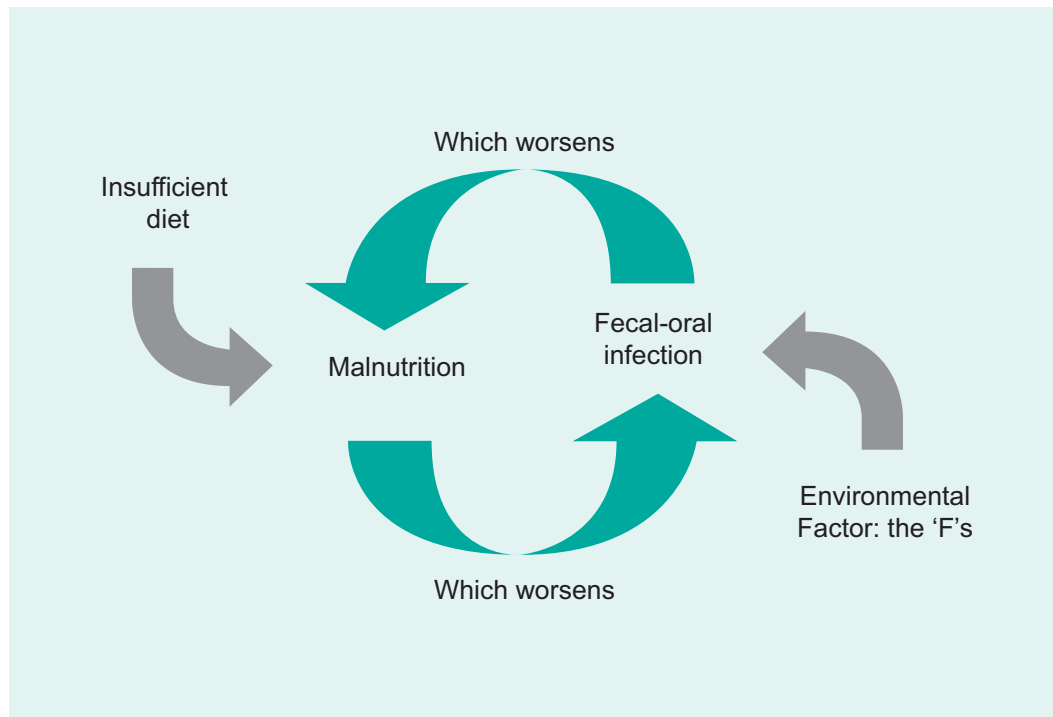 Which worsens
Insufficient
diet
Fecal-oral
infection
Malnutrition
Environmental
Factor: the ‘F’s
Which worsens